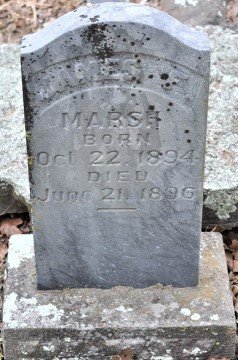 MARSH
BORN
Oct 22. 1894
DIED
June 21. 1896